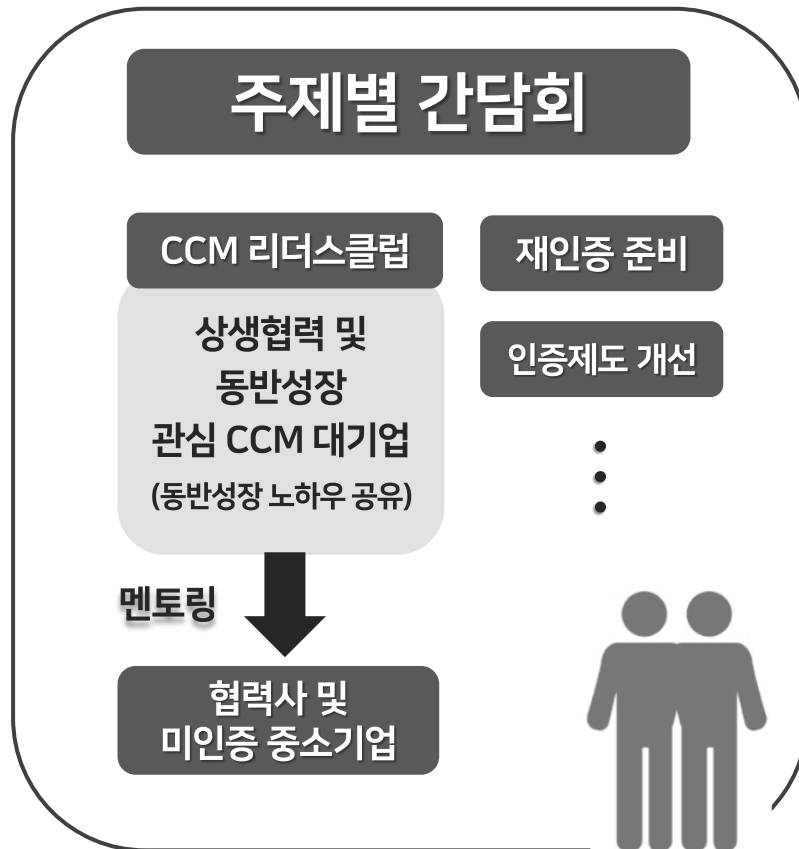 주제별 간담회
CCM 리더스클럽
상생협력 및
동반성장
관심 CCM 대기업
(동반성장 노하우 공유)
멘토링
협력사 및
미인증 중소기업
재인증 준비
인증제도 개선